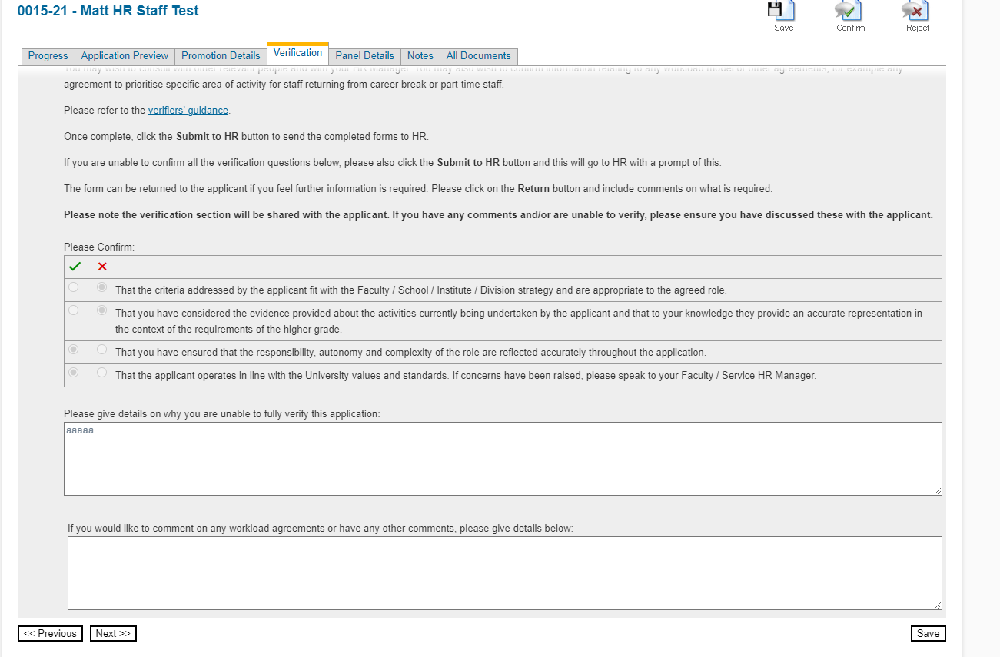 0015-21 - Matt HR Staff Test
Save
Confirm
Reject
Progress
Application Preview
Promotion Details
Verification
Panel Details
Notes
All Documents
You may wish to consult with other relevant people and with your HR Manager. You may also wish to confirm information relating to any workload model or other agreements, for example any
agreement to prioritise specific area of activity for staff returning from career break or part-time staff.
Please refer to the verifiers' guidance.
Once complete, click the Submit to HR button to send the completed forms to HR.
If you are unable to confirm all the verification questions below, please also click the Submit to HR button and this will go to HR with a prompt of this.
The form can be returned to the applicant if you feel further information is required. Please click on the Return button and include comments on what is required.
Please note the verification section will be shared with the applicant. If you have any comments and/or are unable to verify, please ensure you have discussed these with the applicant.
Please Confirm:
That the criteria addressed by the applicant fit with the Faculty / School / Institute / Division strategy and are appropriate to the agreed role.
That you have considered the evidence provided about the activities currently being undertaken by the applicant and that to your knowledge they provide an accurate representation in
the context of the requirements of the higher grade.
That you have ensured that the responsibility, autonomy and complexity of the role are reflected accurately throughout the application.
That the applicant operates in line with the University values and standards. If concerns have been raised, please speak to your Faculty / Service HR Manager.
Please give details on why you are unable to fully verify this application:
aaaaa
If you would like to comment on any workload agreements or have any other comments, please give details below:
<< Previous
Next >>
Save